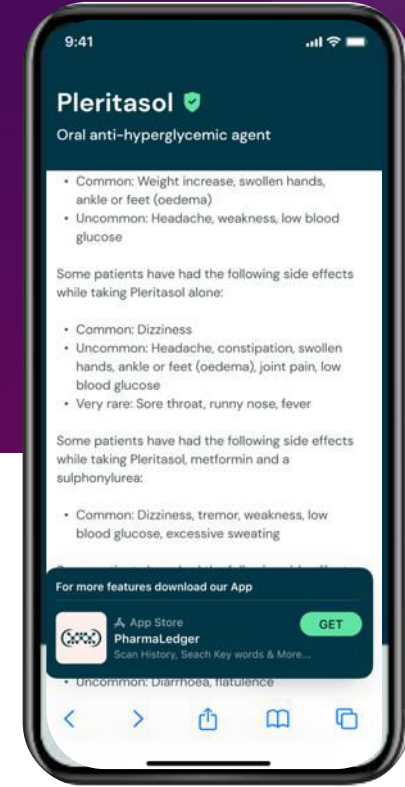 9:41
Pleritasol
Oral anti-hyperglycemic agent
• Common: Weight increase, swollen hands,
ankle or feet (oedema)
• Uncommon: Headache, weakness, low blood
glucose
Some patients have had the following side effects
while taking Pleritasol alone:
• Common: Dizziness
• Uncommon: Headache, constipation, swollen
hands, ankle or feet (oedema), joint pain, low
blood glucose
• Very rare: Sore throat, runny nose, fever
Some patients have had the following side effects
while taking Pleritasol, metformin and a
sulphonylurea:
• Common: Dizziness, tremor, weakness, low
blood glucose, excessive sweating
For more features download our App
App Store
GET
PharmaLedger
Scan History, Seach Key words & More...
• Uncommon: Diarrhoea, flatulence